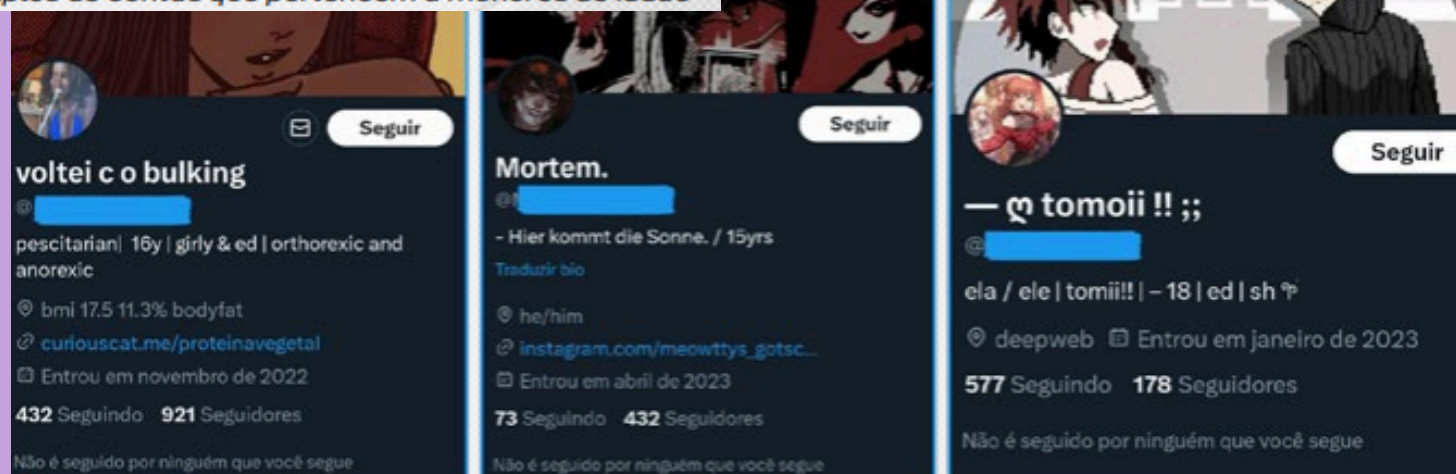 contas que pertencem a menores de idade
Seguir
voltei c o bulking
@
pescitarian| 16y | girly & ed | orthorexic and
anorexic
bmi 17.5 11.3% bodyfat
curiouscat.me/proteinavegetal
Entrou em novembro de 2022
432 Seguindo 921 Seguidores
Não é seguido por ninguém que você segue
Seguir
Mortem.
@
- Hier kommt die Sonne. / 15yrs
Traduzir bio
he/him
instagram.com/meowttys_gotsc...
Entrou em abril de 2023
73 Seguindo 432 Seguidores
Não é seguido por ninguém que você segue
Seguir
— ღ tomoii !! ;;
@
ela / ele | tomii!! | – 18 | ed | sh
deepweb Entrou em janeiro de 2023
577 Seguindo 178 Seguidores
Não é seguido por ninguém que você segue